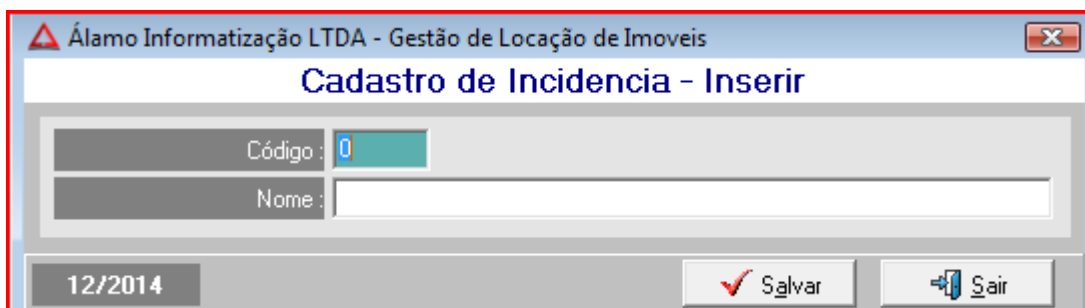 Álamo Informatização LTDA - Gestão de Locação de Imoveis
Cadastro de Incidencia - Inserir
Código : 0
Nome :
12/2014 Salvar Sair